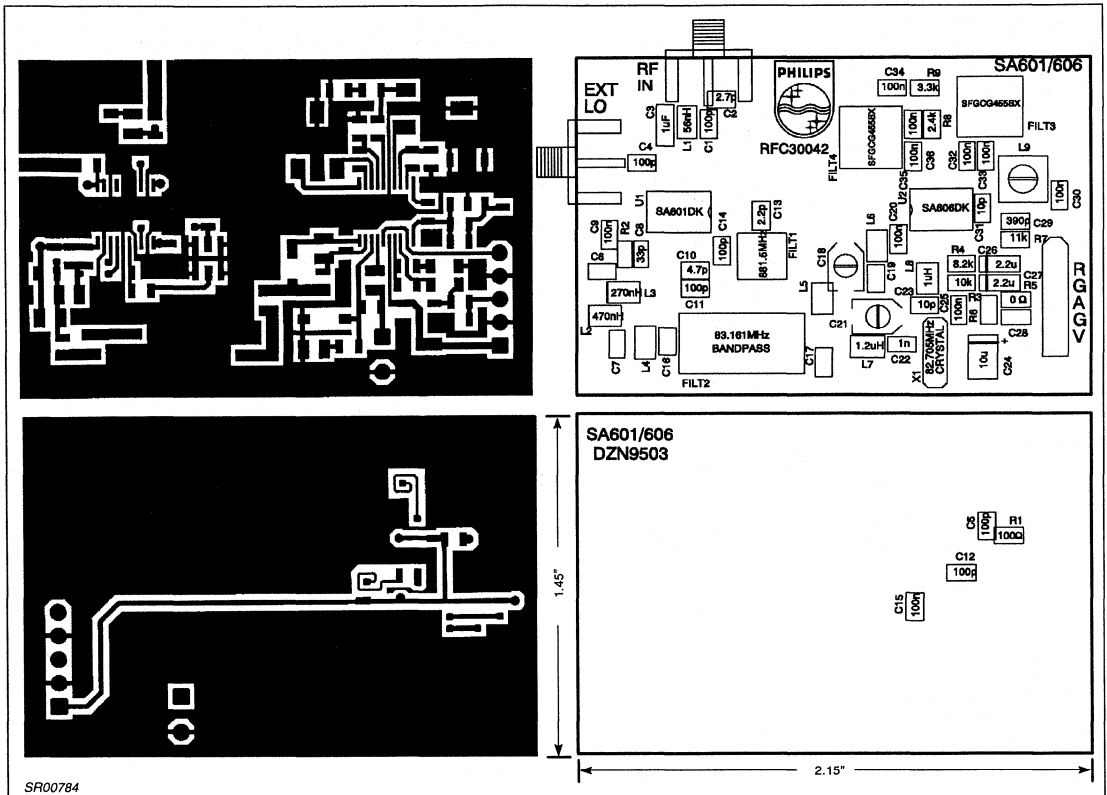 EXT
LO
RF
IN
PHILIPS
RFC30042
SA601/606
C34
100n
R9
3.3k
SFGCG455BX
FILT3
C3
1uF
L1
56nH
C1
100p
2.7p
C2
C4
100p
SFGCG455BX
FILT4
100n
2.4k
R8
100n
C35
C36
C32
100n
100n
C33
L9
100n
C30
U1
SA601DK
U2
SA606DK
10p
C31
390p
C29
11k
R7
C9
100n
R2
C8
33p
C14
100p
2.2p
C13
881.5MHz
FILT1
L6
C20
100n
C18
C19
C6
C10
4.7p
100p
C11
270nH
L3
470nH
L2
L5
L8
1uH
R4
8.2k
C26
2.2u
10k
2.2u
C27
R5
R3
0 Ω
C23
10p
C25
100n
R6
C28
C21
83.161MHz
BANDPASS
FILT2
C7
L4
C16
C17
1.2uH
L7
1n
C22
X1
82.705MHz
CRYSTAL
10u
+
C24
RGAGV
SA601/606
DZN9503
C5
100p
R1
100Ω
C12
100p
C15
100n
1.45"
2.15"
SR00784